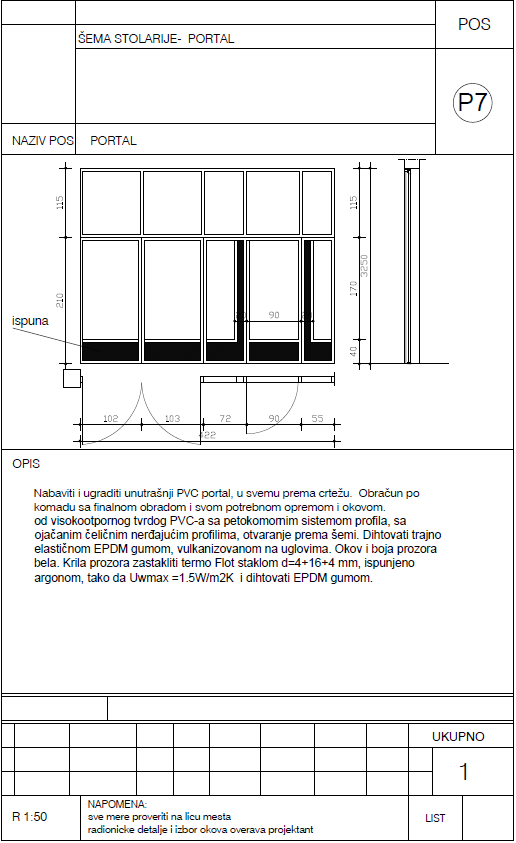 POS
ŠEMA STOLARIJE- PORTAL
P7
NAZIV POS PORTAL
115
115
3250
210
170
90
ispuna
40
102 103 72 90 55
422
OPIS
Nabaviti i ugraditi unutrašnji PVC portal, u svemu prema crtežu. Obračun po
komadu sa finalnom obradom i svom potrebnom opremom i okovom.
od visokootpornog tvrdog PVC-a sa petokomornim sistemom profila, sa
ojačanim čeličnim nerđajućim profilima, otvaranje prema šemi. Dihtovati trajno
elastičnom EPDM gumom, vulkanizovanom na uglovima. Okov i boja prozora
bela. Krila prozora zastakliti termo Flot staklom d=4+16+4 mm, ispunjeno
argonom, tako da Uwmax =1.5W/m2K i dihtovati EPDM gumom.
UKUPNO
1
R 1:50
NAPOMENA:
sve mere proveriti na licu mesta
radionicke detalje i izbor okova overava projektant
LIST